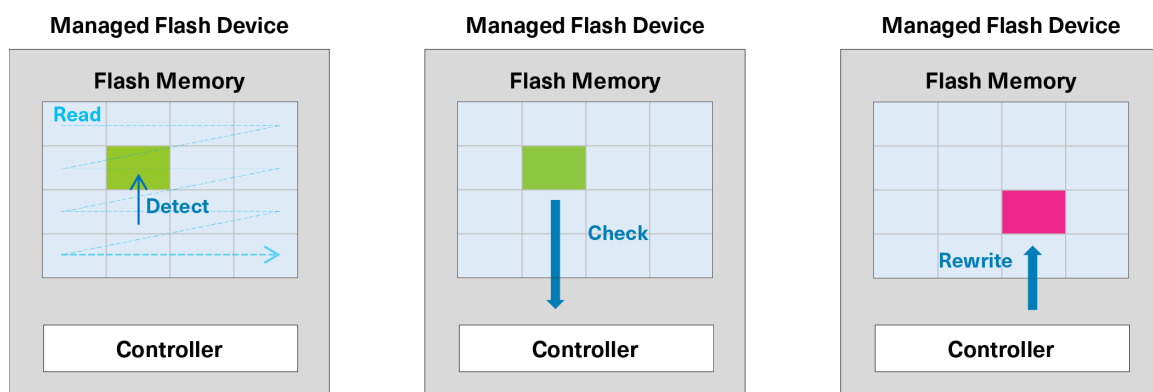 Managed Flash Device
Flash Memory
Read
Detect
Controller
Managed Flash Device
Flash Memory
Check
Controller
Managed Flash Device
Flash Memory
Rewrite
Controller